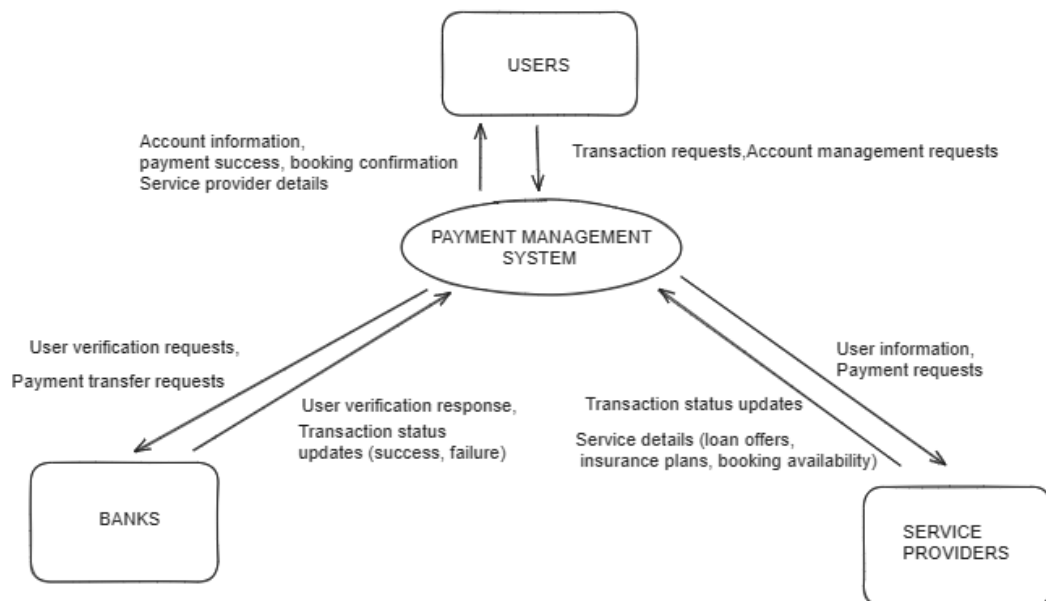 USERS
Account information,
payment success, booking confirmation
Service provider details
Transaction requests,Account management requests
PAYMENT MANAGEMENT
SYSTEM
User verification requests,
Payment transfer requests
User verification response,
Transaction status
updates (success, failure)
User information,
Payment requests
Transaction status updates
Service details (loan offers,
insurance plans, booking availability)
BANKS
SERVICE
PROVIDERS